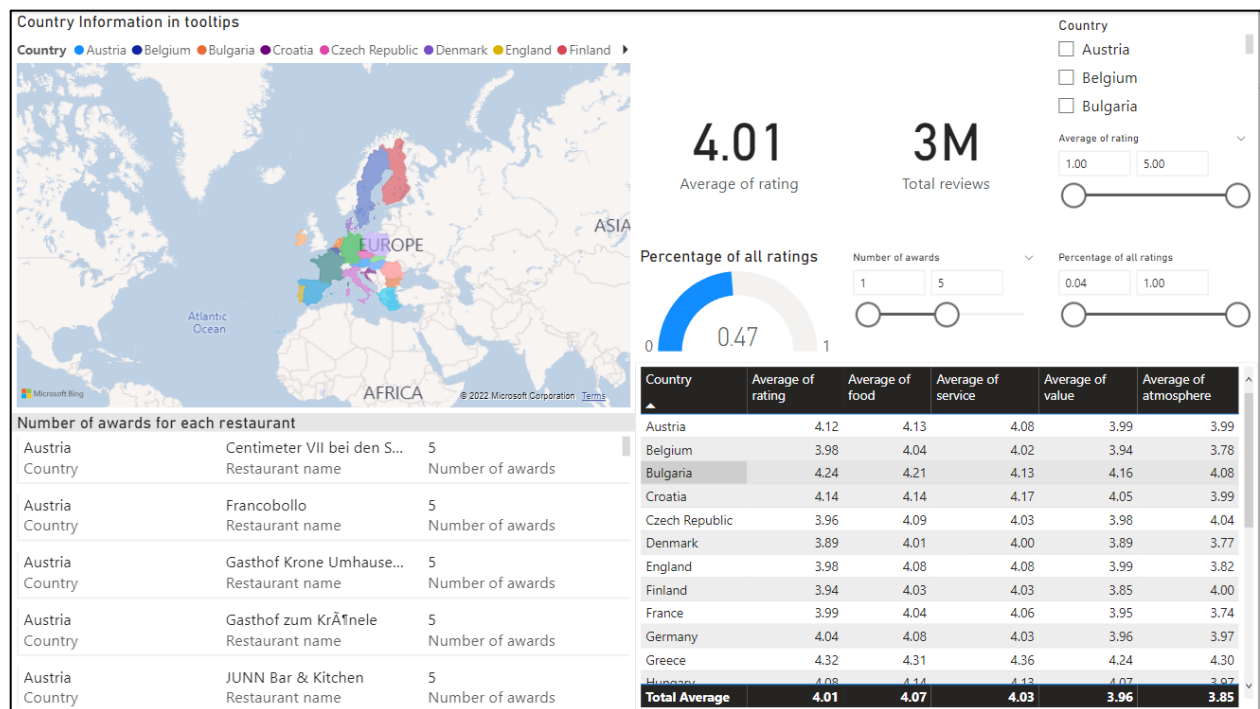 Country Information in tooltips
Country Austria Belgium Bulgaria Croatia Czech Republic Denmark England Finland
ASIA
EUROPE
Atlantic
Ocean
AFRICA
Microsoft Bing
© 2022 Microsoft Corporation Terms
Number of awards for each restaurant
Austria Centimeter VII bei den S... 5
Country Restaurant name Number of awards
Austria Francobollo 5
Country Restaurant name Number of awards
Austria Gasthof Krone Umhause... 5
Country Restaurant name Number of awards
Austria Gasthof zum KrÃ¶nele 5
Country Restaurant name Number of awards
Austria JUNN Bar & Kitchen 5
Country Restaurant name Number of awards
4.01
Average of rating
3M
Total reviews
Country
Austria
Belgium
Bulgaria
Average of rating
1.00 5.00
Percentage of all ratings
0.47
0 1
Number of awards
1 5
Percentage of all ratings
0.04 1.00
Country Average of rating Average of food Average of service Average of value Average of atmosphere
Austria 4.12 4.13 4.08 3.99 3.99
Belgium 3.98 4.04 4.02 3.94 3.78
Bulgaria 4.24 4.21 4.13 4.16 4.08
Croatia 4.14 4.14 4.17 4.05 3.99
Czech Republic 3.96 4.09 4.03 3.98 4.04
Denmark 3.89 4.01 4.00 3.89 3.77
England 3.98 4.08 4.08 3.99 3.82
Finland 3.94 4.03 4.03 3.85 4.00
France 3.99 4.04 4.06 3.95 3.74
Germany 4.04 4.08 4.03 3.96 3.97
Greece 4.32 4.31 4.36 4.24 4.30
Hungary 4.08 4.14 4.13 4.07 3.97
Total Average 4.01 4.07 4.03 3.96 3.85